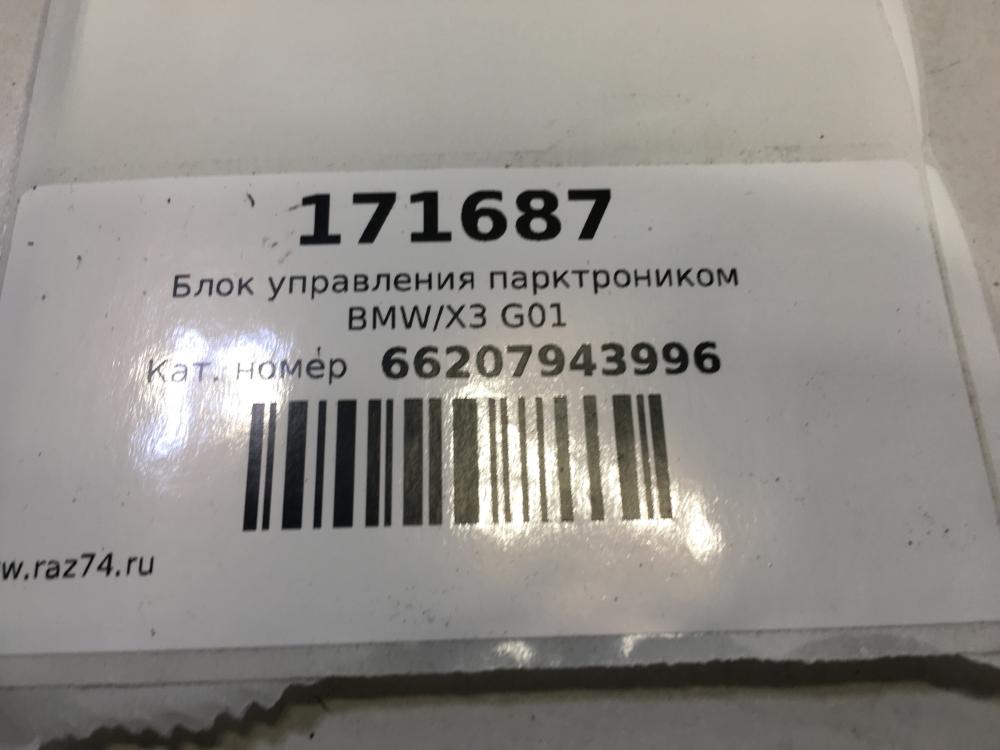 171687
Блок управления парктроником
BMW/X3 G01
Кат. номер 66207943996
w.raz74.ru